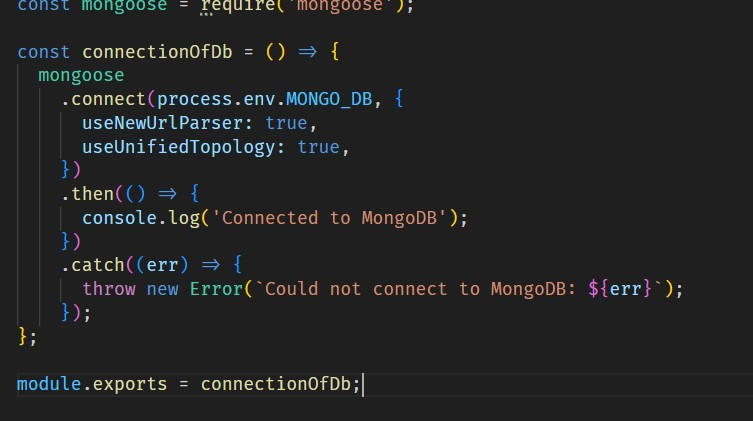 const mongoose = require('mongoose');
const connectionOfDb = () => {
mongoose
.connect(process.env.MONGO_DB, {
useNewUrlParser: true,
useUnifiedTopology: true,
})
.then(() => {
console.log('Connected to MongoDB');
})
.catch((err) => {
throw new Error(`Could not connect to MongoDB: ${err}`);
});
};
module.exports = connectionOfDb;